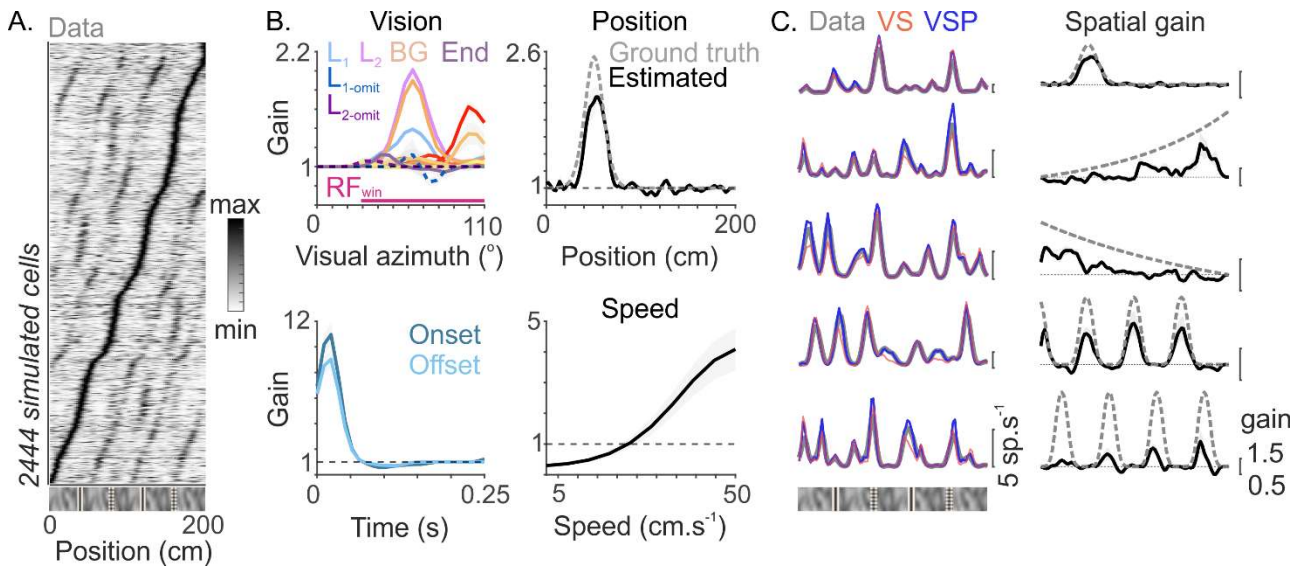 A.
Data
2444 simulated cells
max
min
0 200
Position (cm)
B.
Vision
2.2
L1 L2 BG End
L1-omit
L2-omit
Gain
1
RFwin
0 110
Visual azimuth (°)
Position
2.6
Ground truth
Estimated
1
0 200
Position (cm)
12
Onset
Offset
Gain
1
0 0.25
Time (s)
Speed
5
1
5 50
Speed (cm.s⁻¹)
C.
Data VS VSP
Spatial gain
5 sp.s⁻¹
gain
1.5
0.5